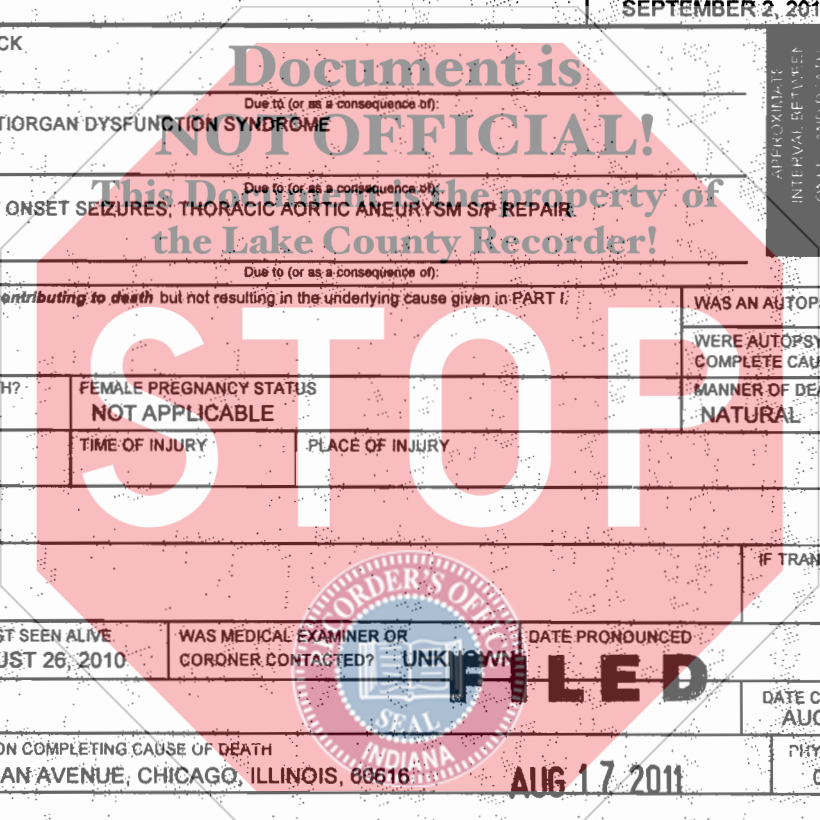 SEPTEMBER 2, 201
CK
Document is
Due to (or as a consequence of):
TIORGAN DYSFUNCTION SYNDROME
NOT OFFICIAL!
APPROXIMATE
INTERVAL BETWEEN
Due to (or as a consequence of):
This Document is the property of
ONSET SEIZURES; THORACIC AORTIC ANEURYSM S/P REPAIR
the Lake County Recorder!
Due to (or as a consequence of):
ontributing to death but not resulting in the underlying cause given in PART I.
WAS AN AUTOP
STOP
WERE AUTOPSY
COMPLETE CAU
H?
FEMALE PREGNANCY STATUS
MANNER OF DEA
NOT APPLICABLE
NATURAL
TIME OF INJURY
PLACE OF INJURY
IF TRAN
RECORDER'S OFFICE
SEAL
INDIANA
ST SEEN ALIVE
WAS MEDICAL EXAMINER OR
DATE PRONOUNCED
UST 26, 2010
CORONER CONTACTED?
UNKNOWN
FILED
DATE C
AUG
ON COMPLETING CAUSE OF DEATH
PHY
AN AVENUE, CHICAGO, ILLINOIS, 60616
AUG 17 2011